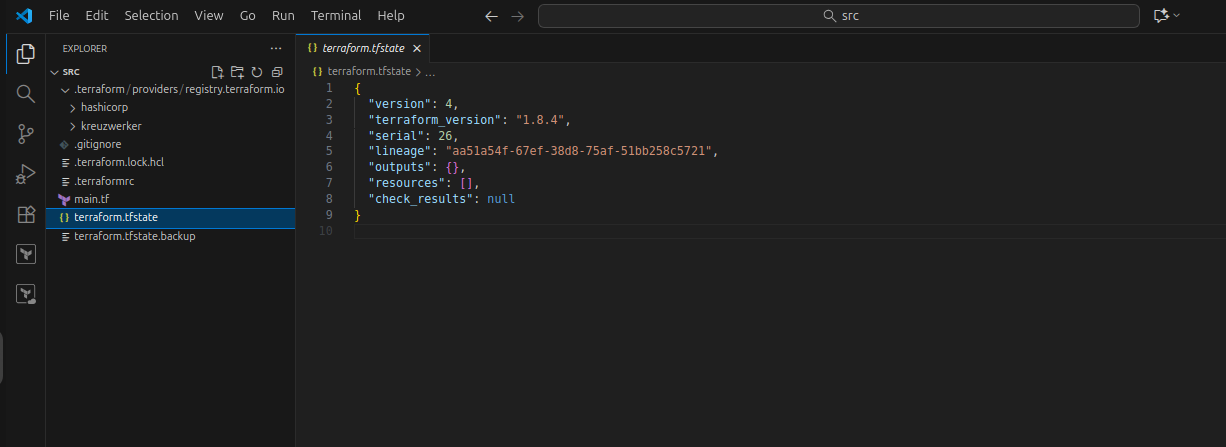 File Edit Selection View Go Run Terminal Help
src
EXPLORER
terraform.tfstate
SRC
terraform.tfstate > ...
.terraform / providers / registry.terraform.io
hashicorp
kreuzwerker
.gitignore
.terraform.lock.hcl
.terraformrc
main.tf
terraform.tfstate
terraform.tfstate.backup
1 {
2 "version": 4,
3 "terraform_version": "1.8.4",
4 "serial": 26,
5 "lineage": "aa51a54f-67ef-38d8-75af-51bb258c5721",
6 "outputs": {},
7 "resources": [],
8 "check_results": null
9 }
10